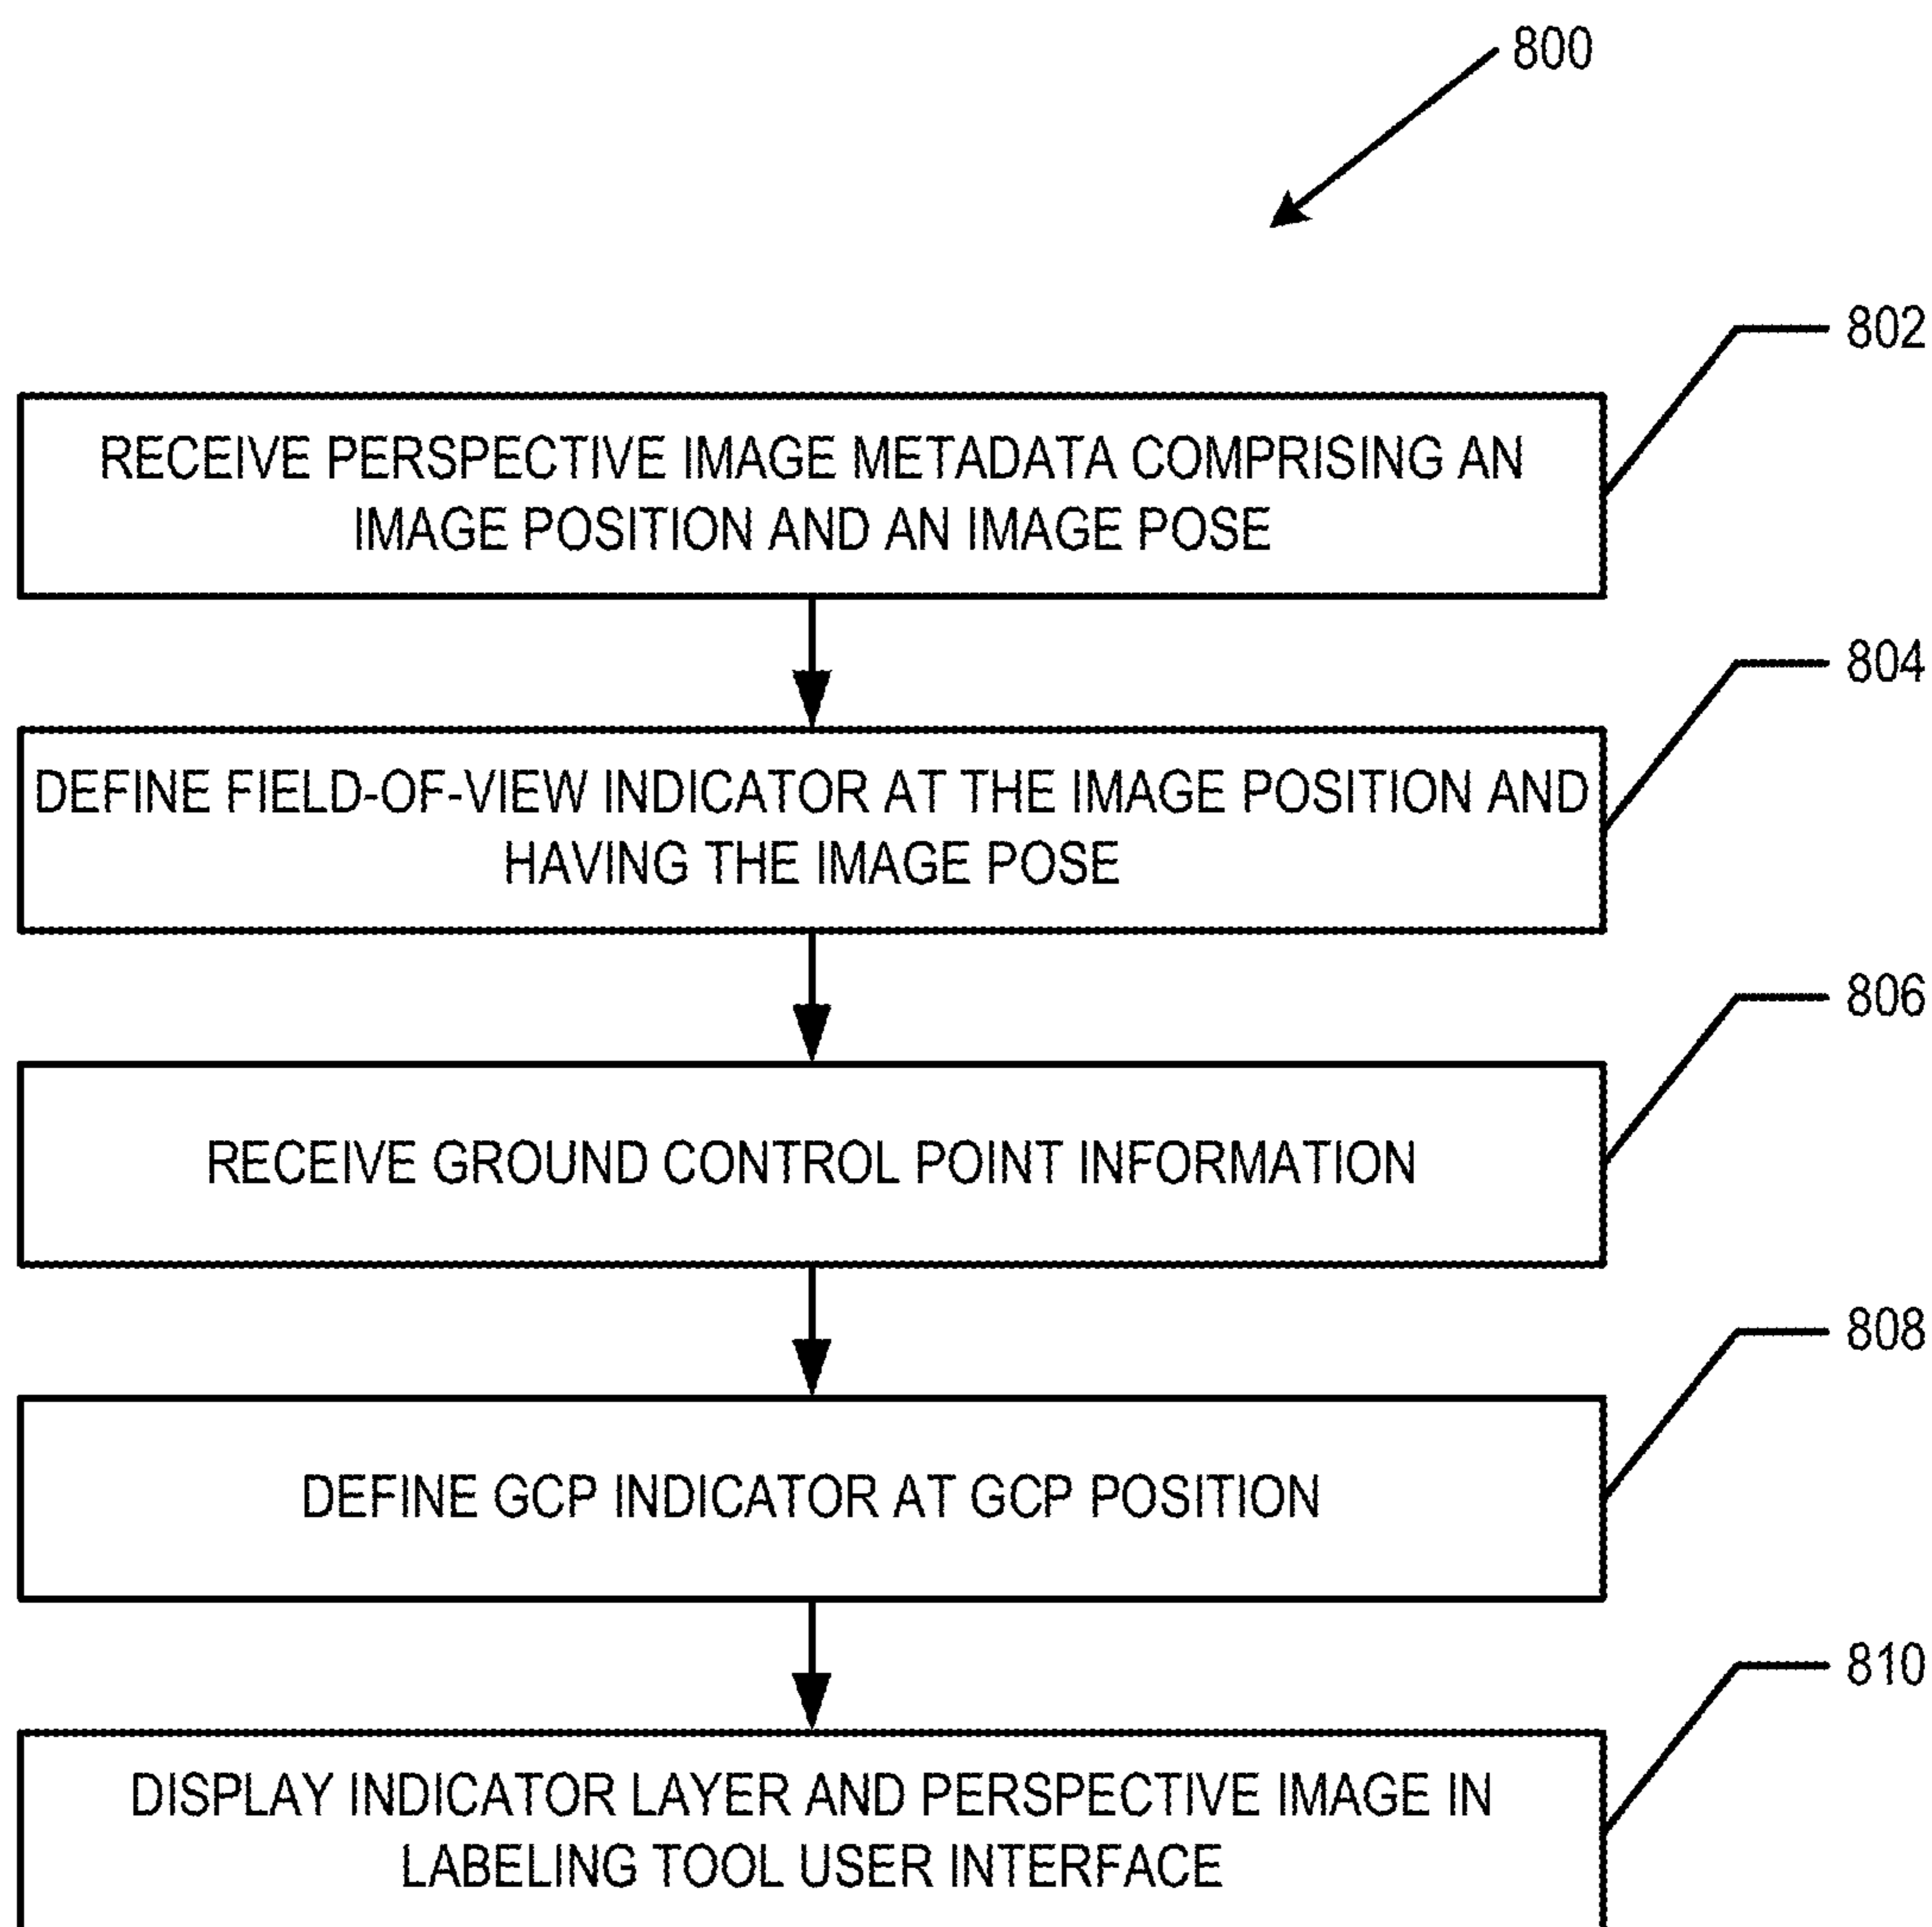 800
802
RECEIVE PERSPECTIVE IMAGE METADATA COMPRISING AN
IMAGE POSITION AND AN IMAGE POSE
804
DEFINE FIELD-OF-VIEW INDICATOR AT THE IMAGE POSITION AND
HAVING THE IMAGE POSE
806
RECEIVE GROUND CONTROL POINT INFORMATION
808
DEFINE GCP INDICATOR AT GCP POSITION
810
DISPLAY INDICATOR LAYER AND PERSPECTIVE IMAGE IN
LABELING TOOL USER INTERFACE